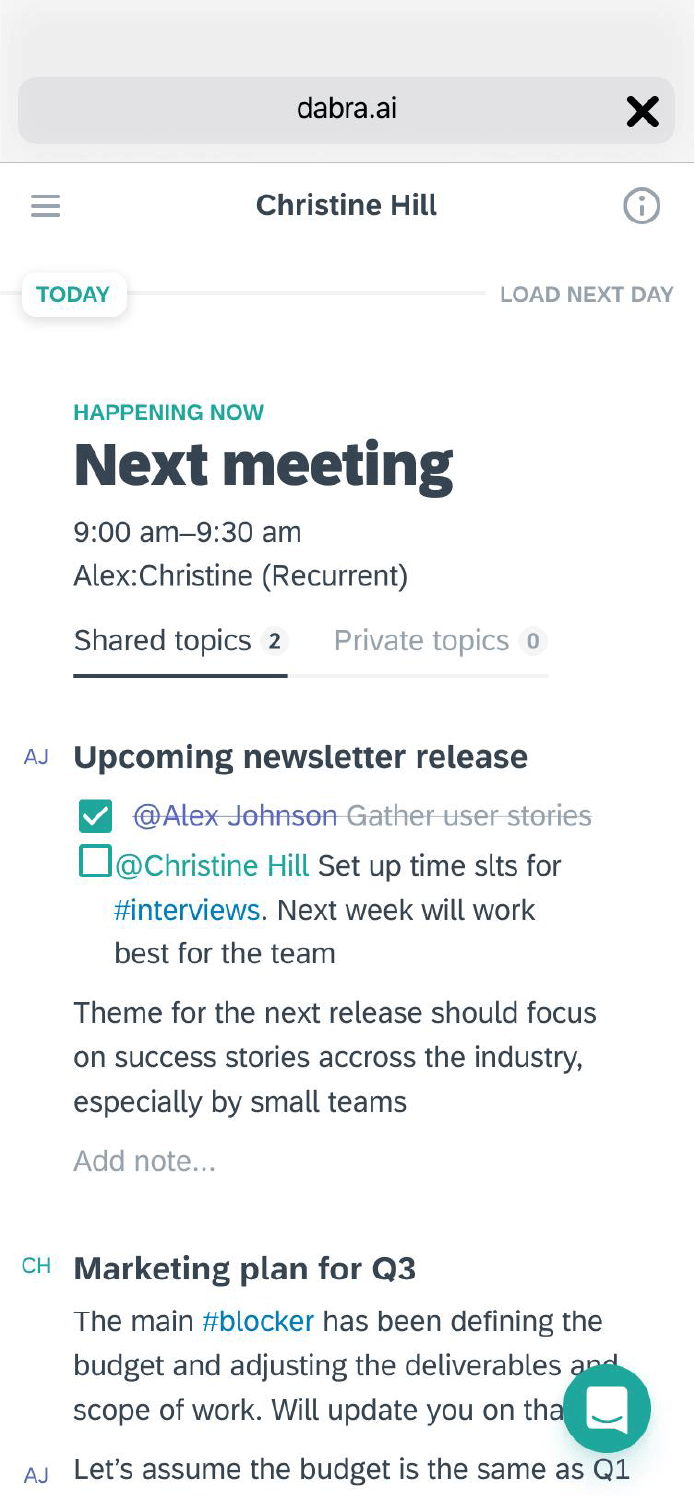 dabra.ai
Christine Hill
TODAY
LOAD NEXT DAY
HAPPENING NOW
Next meeting
9:00 am–9:30 am
Alex:Christine (Recurrent)
Shared topics 2 Private topics 0
AJ Upcoming newsletter release
@Alex Johnson Gather user stories
@Christine Hill Set up time slts for
#interviews. Next week will work
best for the team
Theme for the next release should focus
on success stories accross the industry,
especially by small teams
Add note...
CH Marketing plan for Q3
The main #blocker has been defining the
budget and adjusting the deliverables and
scope of work. Will update you on
AJ Let’s assume the budget is the same as Q1